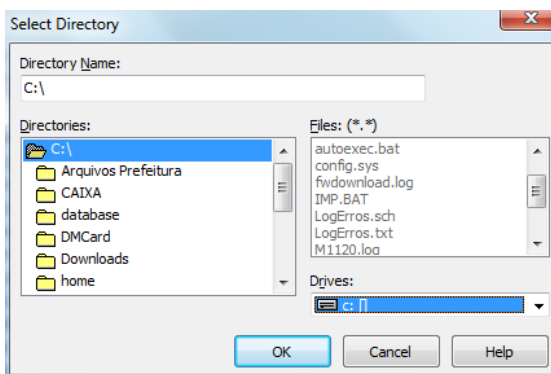 Select Directory
Directory Name:
C:\
Directories:
C:\
Arquivos Prefeitura
CAIXA
database
DMCard
Downloads
home
Files: (*.*)
autoexec.bat
config.sys
fwdownload.log
IMP.BAT
LogErros.sch
LogErros.txt
M1120.log
Drives:
c: []
OK
Cancel
Help